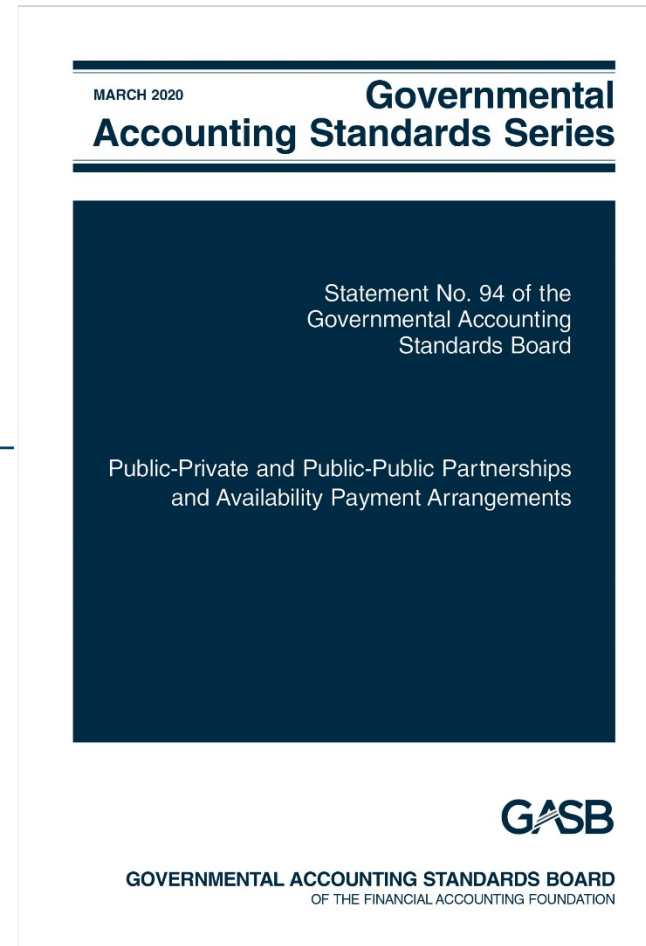 MARCH 2020
Governmental
Accounting Standards Series
Statement No. 94 of the
Governmental Accounting
Standards Board
Public-Private and Public-Public Partnerships
and Availability Payment Arrangements
GASB
GOVERNMENTAL ACCOUNTING STANDARDS BOARD
OF THE FINANCIAL ACCOUNTING FOUNDATION